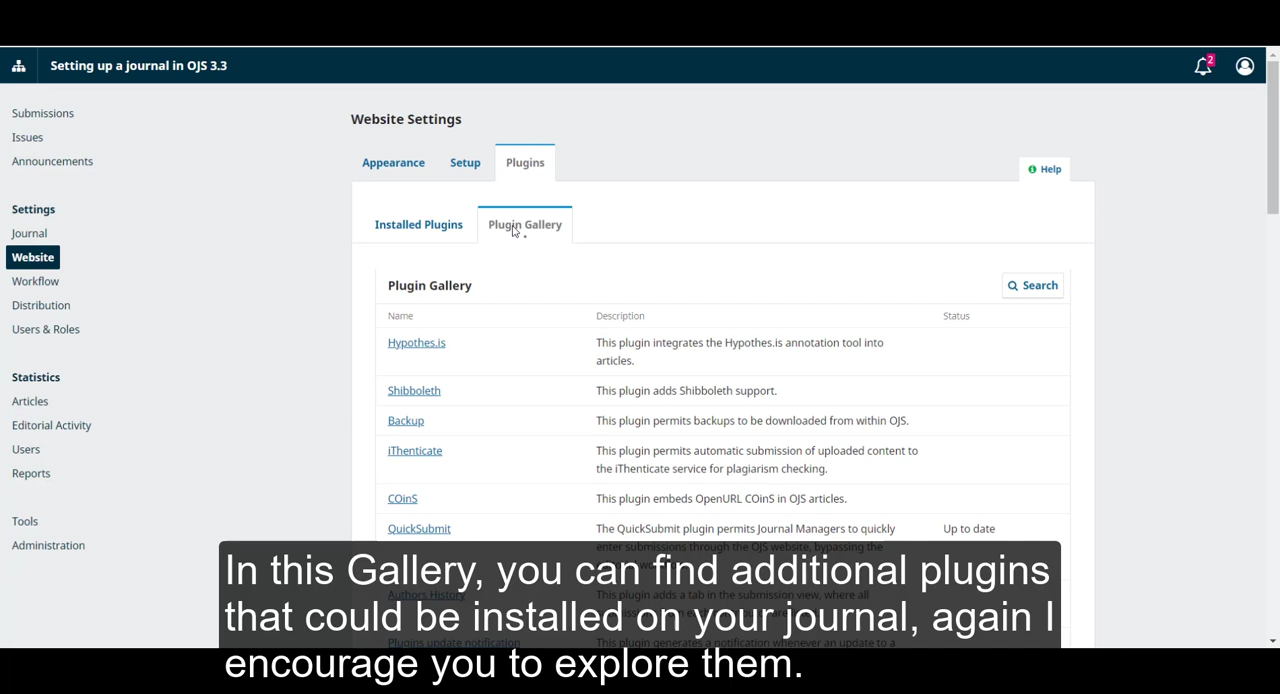 Setting up a journal in OJS 3.3
2
Submissions
Issues
Announcements
Settings
Journal
Website
Workflow
Distribution
Users & Roles
Statistics
Articles
Editorial Activity
Users
Reports
Tools
Administration
Website Settings
Appearance Setup Plugins
Help
Installed Plugins Plugin Gallery
Plugin Gallery Search
Name Description Status
Hypothes.is This plugin integrates the Hypothes.is annotation tool into
articles.
Shibboleth This plugin adds Shibboleth support.
Backup This plugin permits backups to be downloaded from within OJS.
iThenticate This plugin permits automatic submission of uploaded content to
the iThenticate service for plagiarism checking.
COinS This plugin embeds OpenURL COinS in OJS articles.
QuickSubmit The QuickSubmit plugin permits Journal Managers to quickly Up to date
enter submissions through the OJS website, bypassing the
Authors History This plugin adds a tab in the submission view, where all
Plugins update notification This plugin generates a notification whenever an update to a
In this Gallery, you can find additional plugins
that could be installed on your journal, again I
encourage you to explore them.